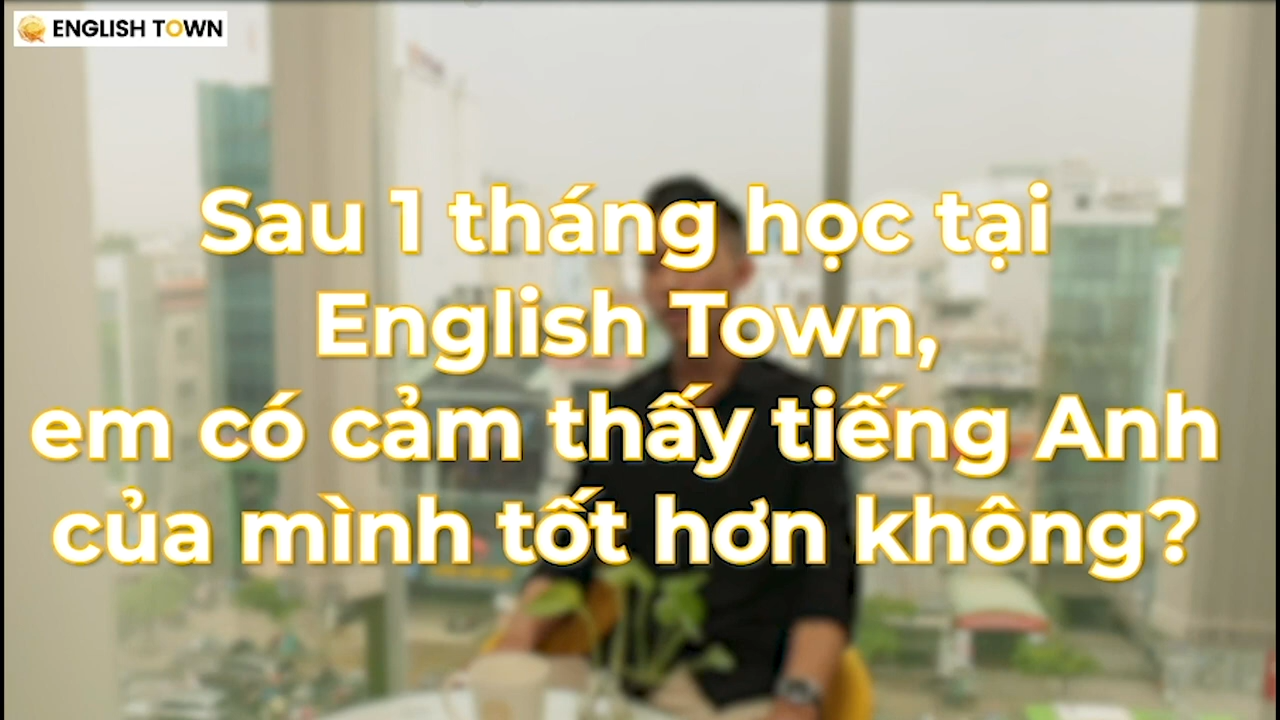 ENGLISH TOWN
Sau 1 tháng học tại
English Town,
em có cảm thấy tiếng Anh
của mình tốt hơn không?